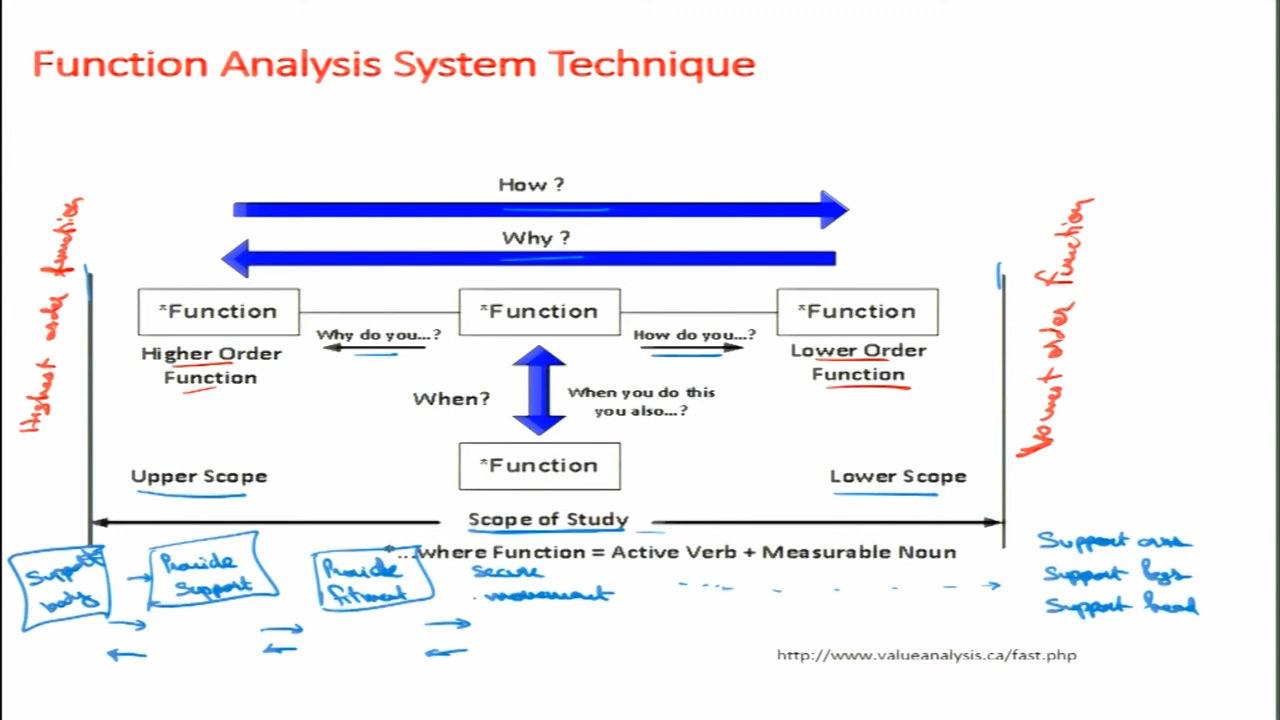 Function Analysis System Technique
How ?
Why ?
Highest order function
Lowest order function
*Function
*Function
*Function
Why do you...?
How do you...?
Higher Order
Function
Lower Order
Function
When?
When you do this
you also...?
*Function
Upper Scope
Lower Scope
Scope of Study
*...where Function = Active Verb + Measurable Noun
Support
body
Provide
Support
Provide
fitment
secure
movement
Support arms
Support legs
Support head
http://www.valueanalysis.ca/fast.php